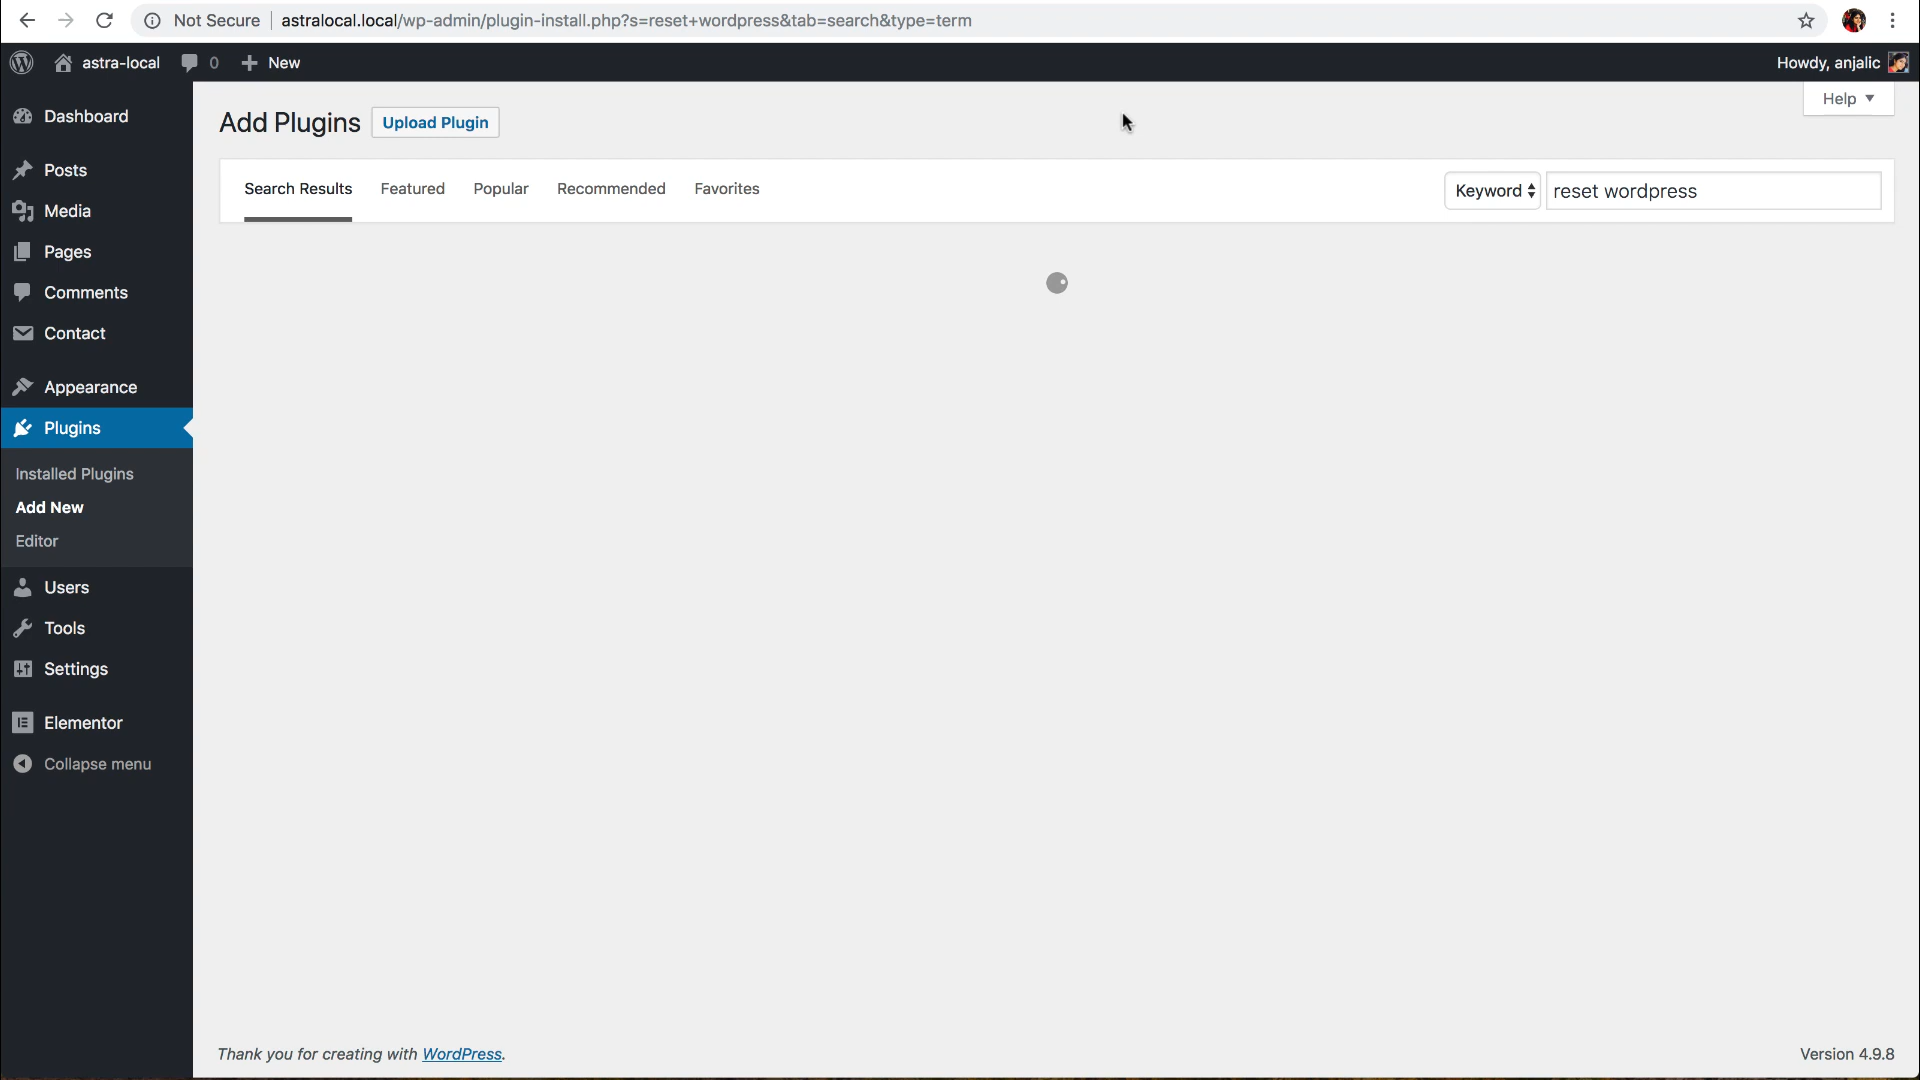 Not Secure | astralocal.local/wp-admin/plugin-install.php?s=reset+wordpress&tab=search&type=term
astra-local 0 New Howdy, anjalic
Help
Add Plugins Upload Plugin
Search Results Featured Popular Recommended Favorites Keyword reset wordpress
Dashboard
Posts
Media
Pages
Comments
Contact
Appearance
Plugins
Installed Plugins
Add New
Editor
Users
Tools
Settings
Elementor
Collapse menu
Thank you for creating with WordPress. Version 4.9.8